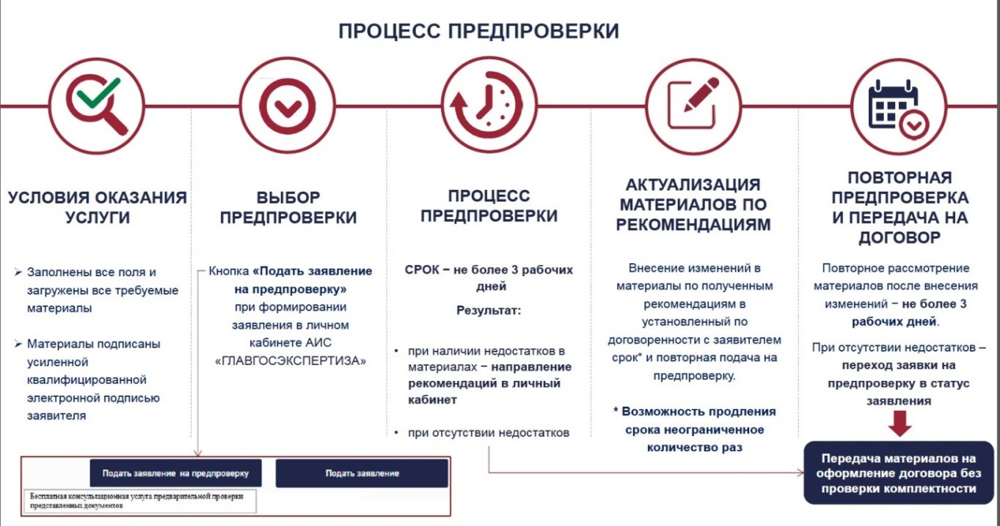 ПРОЦЕСС ПРЕДПРОВЕРКИ
УСЛОВИЯ ОКАЗАНИЯ
УСЛУГИ
Заполнены все поля и
загружены все требуемые
материалы
Материалы подписаны
усиленной
квалифицированной
электронной подписью
заявителя
ВЫБОР
ПРЕДПРОВЕРКИ
Кнопка «Подать заявление
на предпроверку»
при формировании
заявления в личном
кабинете АИС
«ГЛАВГОСЭКСПЕРТИЗА»
Подать заявление на предпроверку
Подать заявление
Бесплатная консультационная услуга предварительной проверки
представленных документов
ПРОЦЕСС
ПРЕДПРОВЕРКИ
СРОК – не более 3 рабочих
дней
Результат:
• при наличии недостатков в
материалах – направление
рекомендаций в личный
кабинет
• при отсутствии недостатков
АКТУАЛИЗАЦИЯ
МАТЕРИАЛОВ ПО
РЕКОМЕНДАЦИЯМ
Внесение изменений в
материалы по полученным
рекомендациям в
установленный по
договоренности с заявителем
срок* и повторная подача на
предпроверку.
* Возможность продления
срока неограниченное
количество раз
ПОВТОРНАЯ
ПРЕДПРОВЕРКА
И ПЕРЕДАЧА НА
ДОГОВОР
Повторное рассмотрение
материалов после внесения
изменений – не более 3
рабочих дней.
При отсутствии недостатков –
переход заявки на
предпроверку в статус
заявления
Передача материалов на
оформление договора без
проверки комплектности